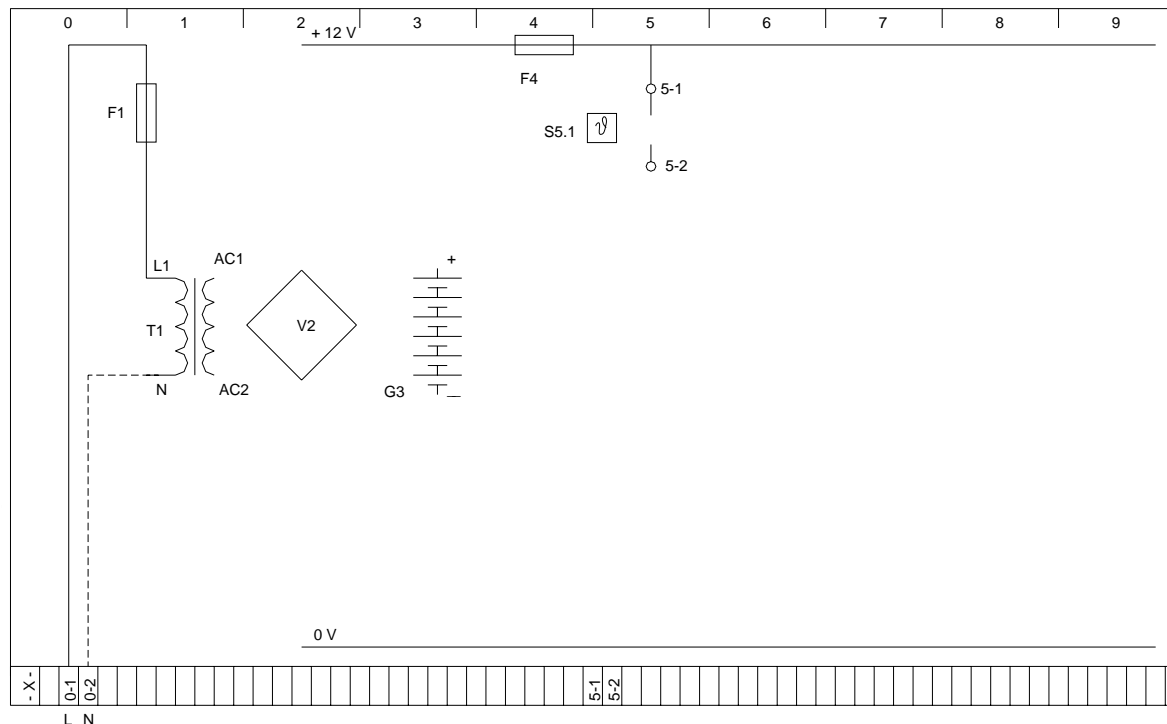 0 1 2 3 4 5 6 7 8 9
+ 12 V
F4
5-1
F1
S5.1 ϑ
5-2
L1 AC1 +
T1 V2
N AC2 G3 —
0 V
- X - 0-1 0-2 5-1 5-2
L N